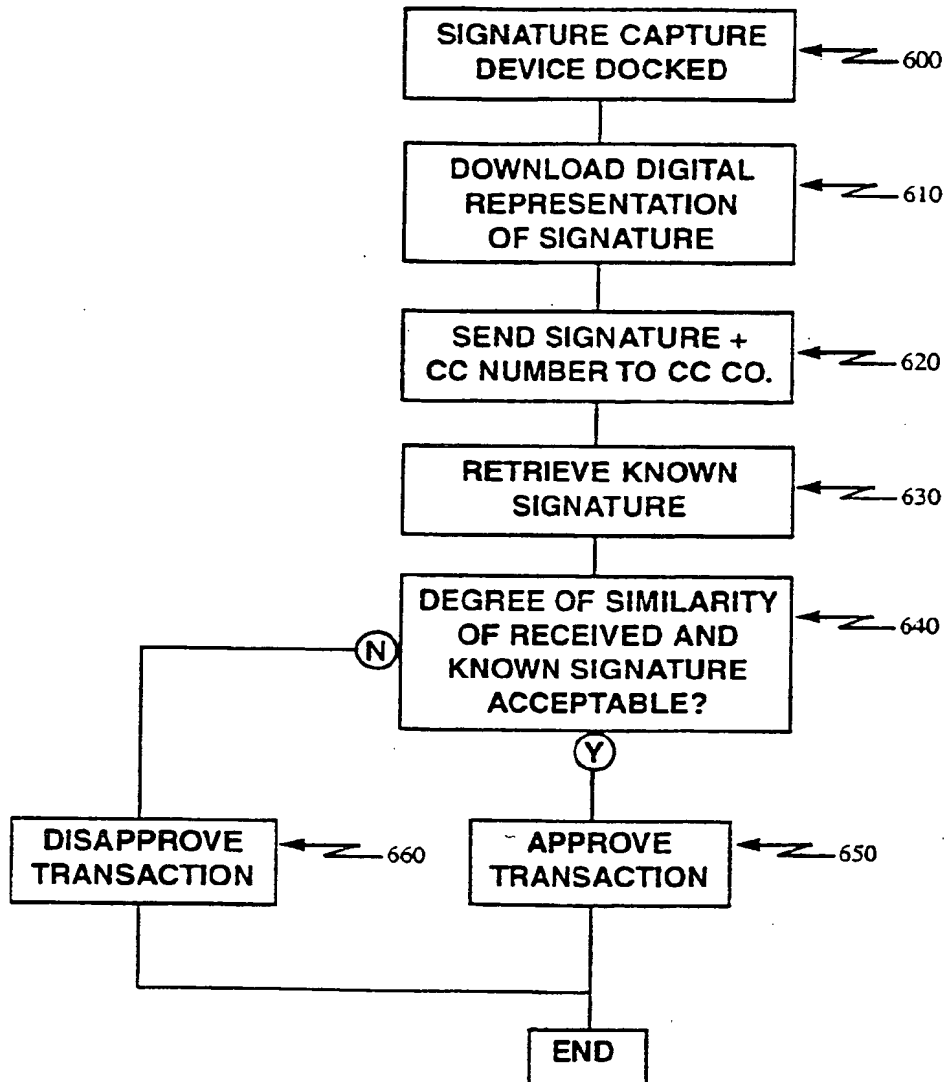 SIGNATURE CAPTURE
DEVICE DOCKED
600
DOWNLOAD DIGITAL
REPRESENTATION
OF SIGNATURE
610
SEND SIGNATURE +
CC NUMBER TO CC CO.
620
RETRIEVE KNOWN
SIGNATURE
630
DEGREE OF SIMILARITY
OF RECEIVED AND
KNOWN SIGNATURE
ACCEPTABLE?
640
N
Y
DISAPPROVE
TRANSACTION
660
APPROVE
TRANSACTION
650
END